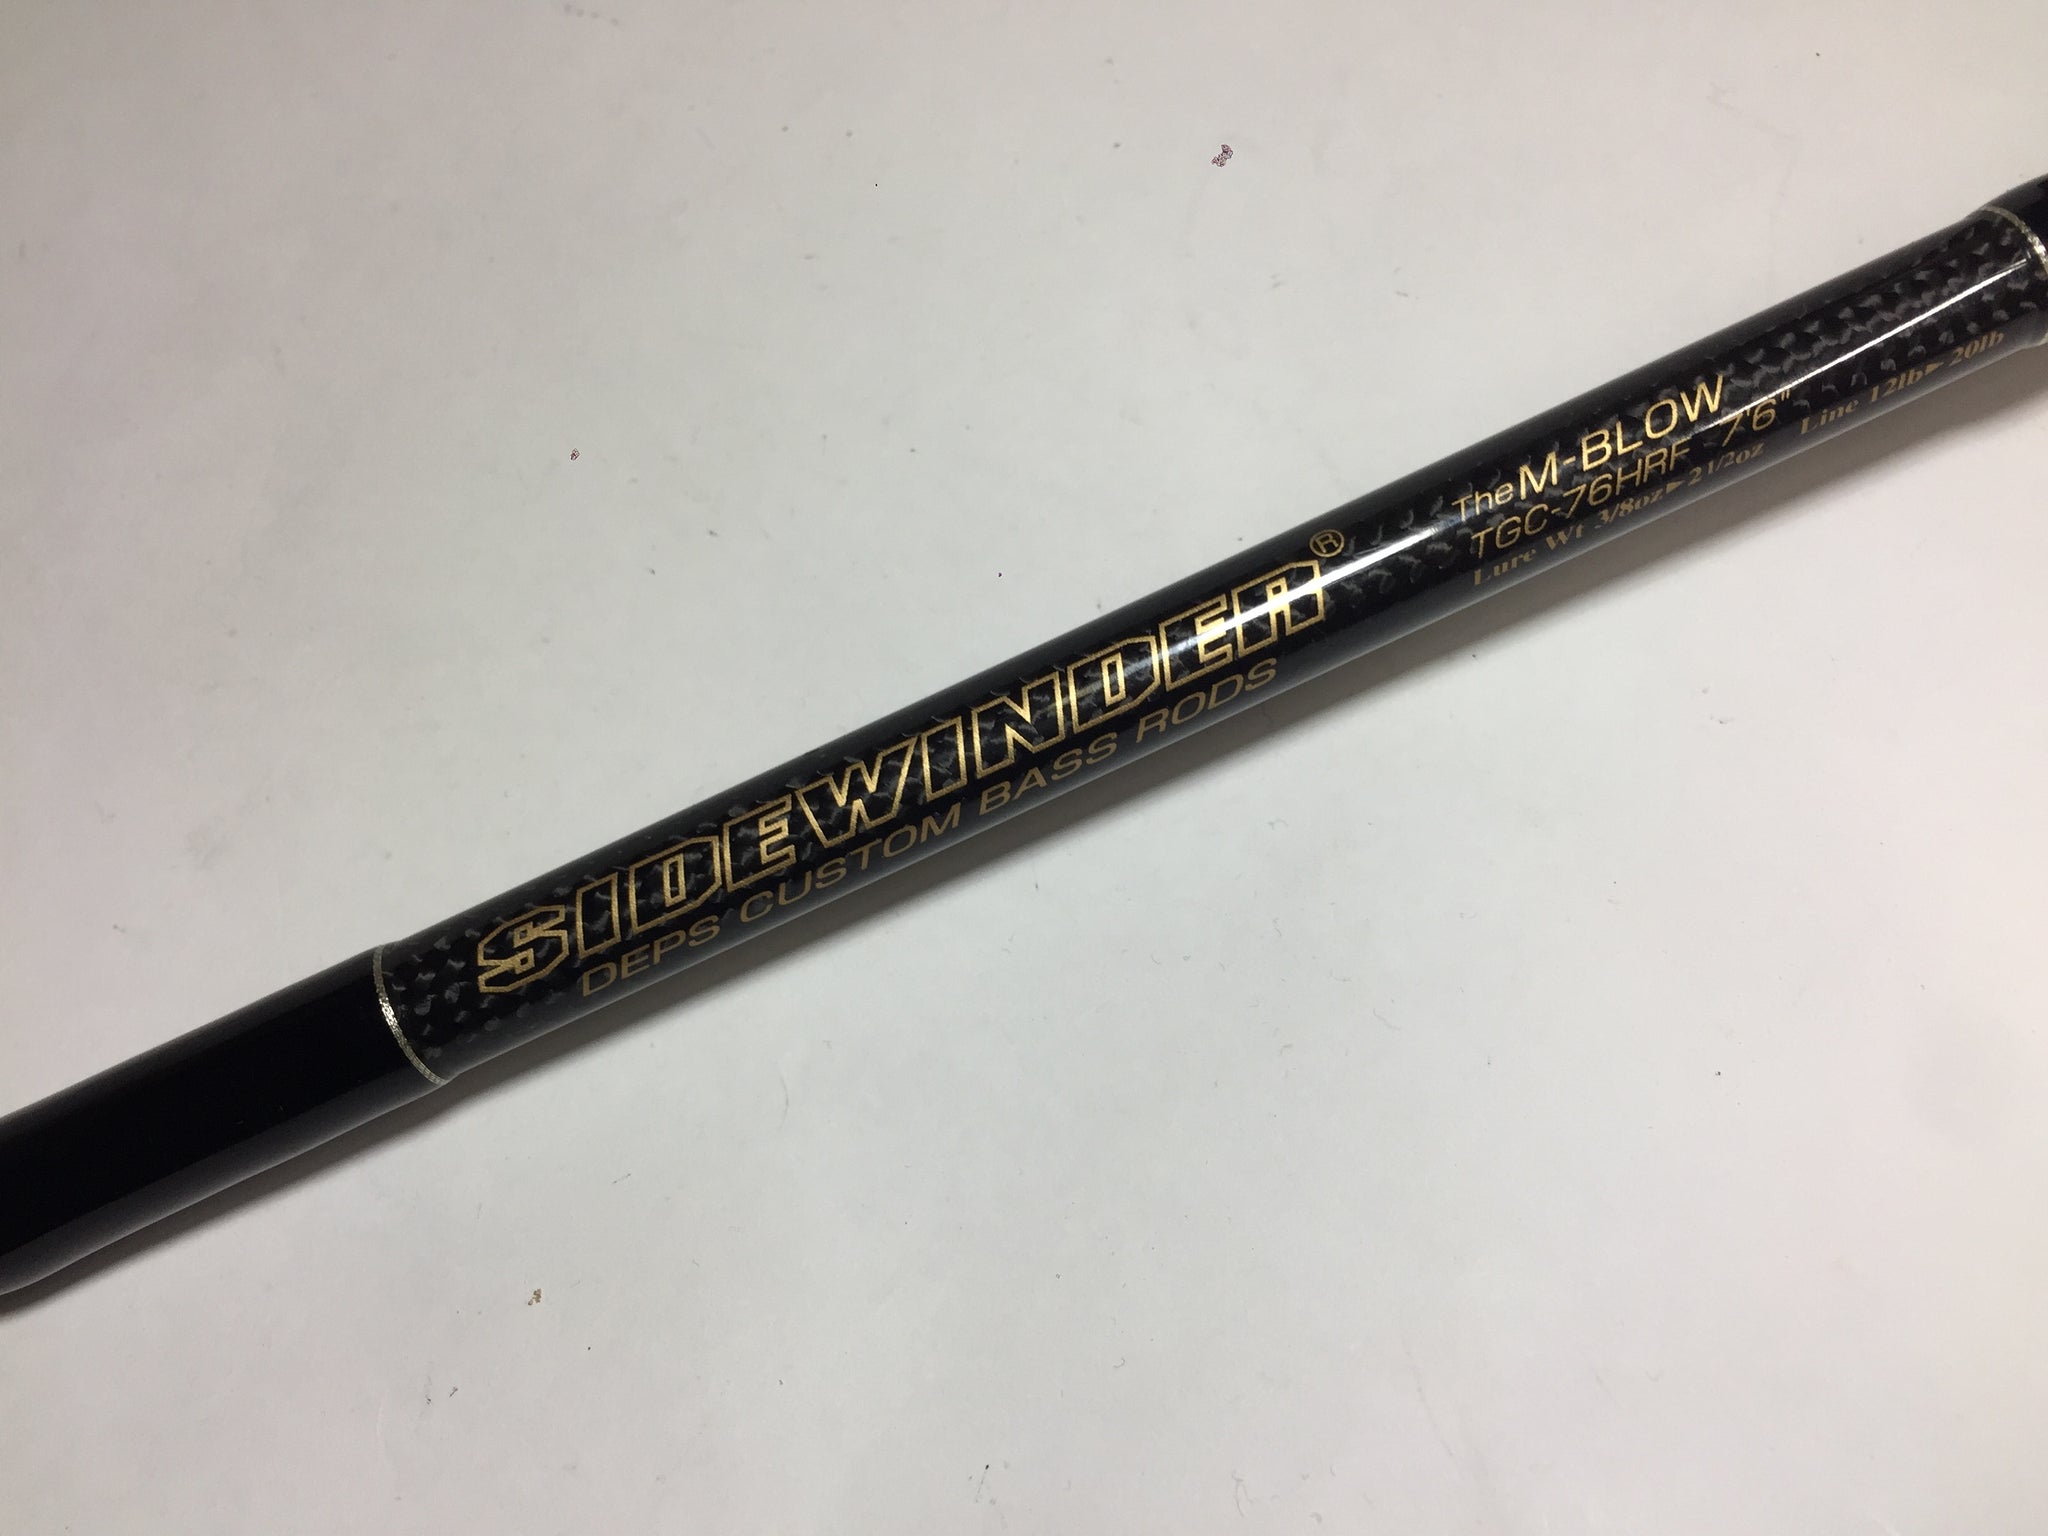 SIDEWINDER®
DEPS CUSTOM BASS RODS
The M-BLOW
TGC-76HRF 7'6"
Lure Wt 3/8oz▶2 1/2oz Line 12lb▶20lb